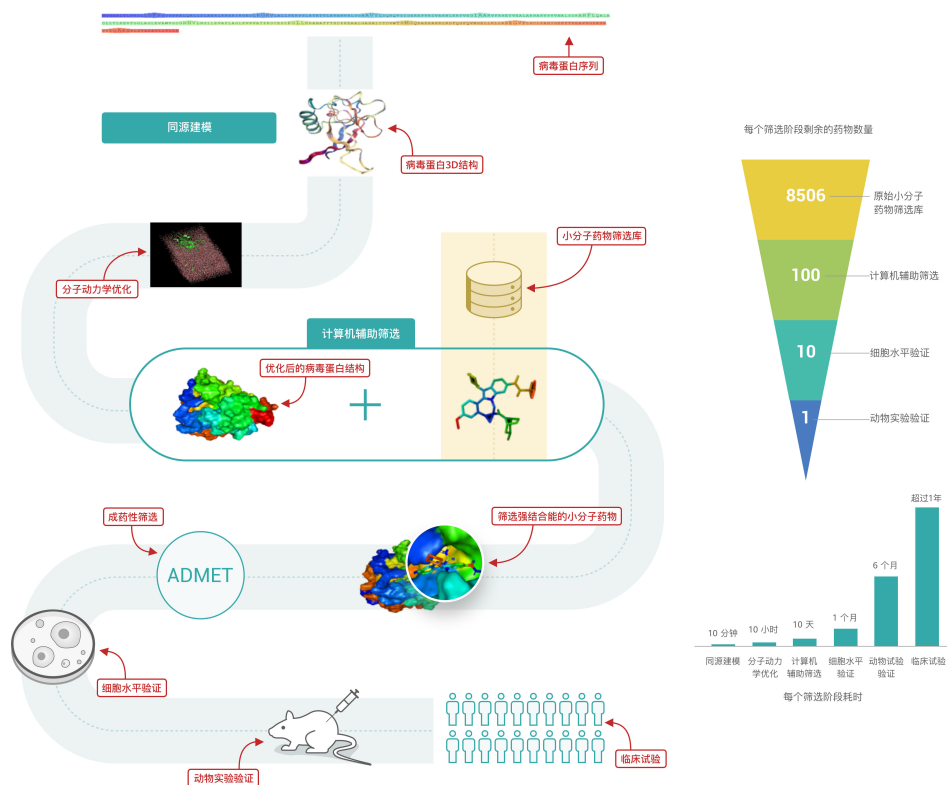 病毒蛋白序列
同源建模
病毒蛋白3D结构
分子动力学优化
小分子药物筛选库
计算机辅助筛选
优化后的病毒蛋白结构
成药性筛选
筛选强结合能的小分子药物
ADMET
细胞水平验证
动物实验验证
临床试验
每个筛选阶段剩余的药物数量
8506
原始小分子
药物筛选库
100
计算机辅助筛选
10
细胞水平验证
1
动物实验验证
超过1年
6 个月
1 个月
10 天
10 小时
10 分钟
同源建模
分子动力
学优化
计算机
辅助筛选
细胞水平
验证
动物试验
验证
临床试验
每个筛选阶段耗时